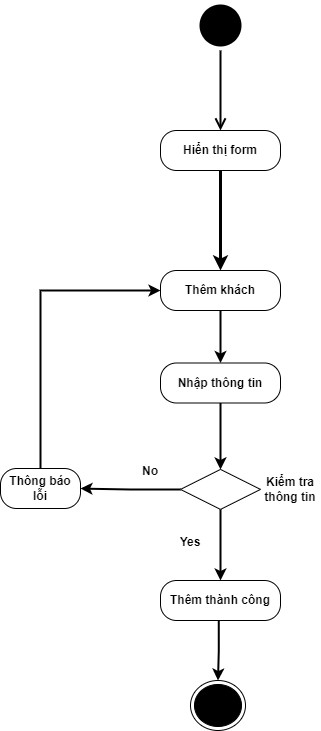 Hiển thị form
Thêm khách
Nhập thông tin
No
Kiểm tra
thông tin
Thông báo
lỗi
Yes
Thêm thành công